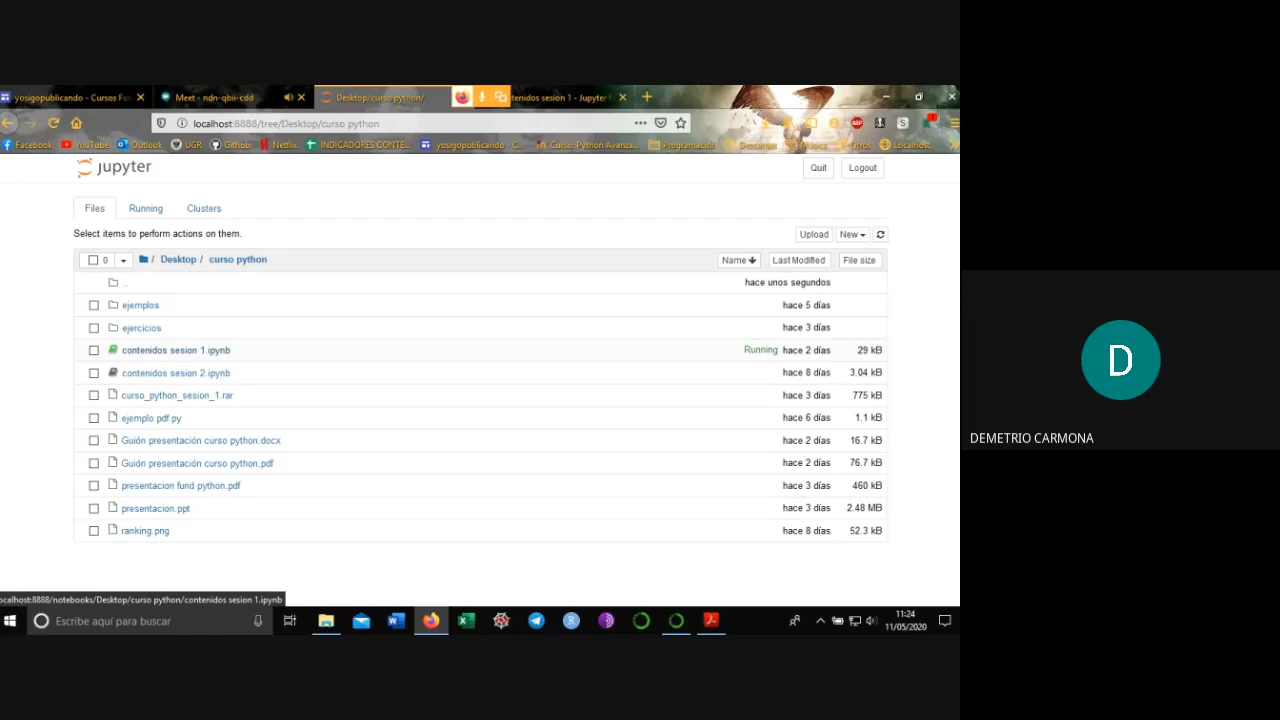 yosigopublicando - Cursos Fo
Meet - ndn-qbii-cdd
Desktop/curso python/
tenidos sesion 1 - Jupyter
localhost:8888/tree/Desktop/curso python
Facebook YouTube Outlook UGR Github Netflix INDICADORES CONTE... yosigopublicando - C... Curso: Python Avanza... Programación Descargas Música Otros Localhost
ABP
S
jupyter
Quit Logout
Files Running Clusters
Select items to perform actions on them.
Upload New
0 / Desktop / curso python Name Last Modified File size
.. hace unos segundos
ejemplos hace 5 días
ejercicios hace 3 días
contenidos sesion 1.ipynb Running hace 2 días 29 kB
contenidos sesion 2.ipynb hace 8 días 3.04 kB
curso_python_sesion_1.rar hace 3 días 775 kB
ejemplo pdf.py hace 6 días 1.1 kB
Guión presentación curso python.docx hace 2 días 16.7 kB
Guión presentación curso python.pdf hace 2 días 76.7 kB
presentacion fund python.pdf hace 3 días 460 kB
presentacion.ppt hace 3 días 2.48 MB
ranking.png hace 8 días 52.3 kB
ocalhost:8888/notebooks/Desktop/curso python/contenidos sesion 1.ipynb
Escribe aquí para buscar
11:24
11/05/2020
D
DEMETRIO CARMONA